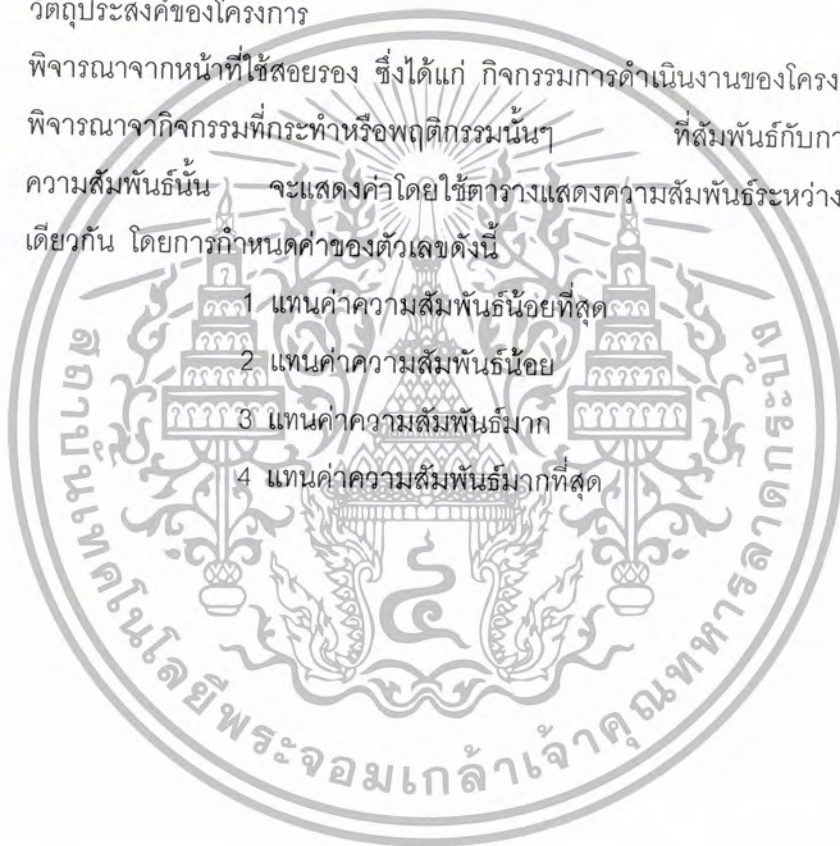 วัตถุประสงค์ของโครงการ
พิจารณาจากหน้าที่ใช้สอยรอง ซึ่งได้แก่ กิจกรรมการดำเนินงานของโครง
พิจารณาจากิจกรรมที่กระทำหรือพฤติกรรมนั้นๆ ที่สัมพันธ์กับกา
ความสัมพันธ์นั้น จะแสดงค่าโดยใช้ตารางแสดงความสัมพันธ์ระหว่าง
เดียวกัน โดยการกำหนดค่าของตัวเลขดังนี้
1 แทนค่าความสัมพันธ์น้อยที่สุด
2 แทนค่าความสัมพันธ์น้อย
3 แทนค่าความสัมพันธ์มาก
4 แทนค่าความสัมพันธ์มากที่สุด
๔
สถาบันเทคโนโลยีพระจอมเกล้าเจ้าคุณทหารลาดกระบัง